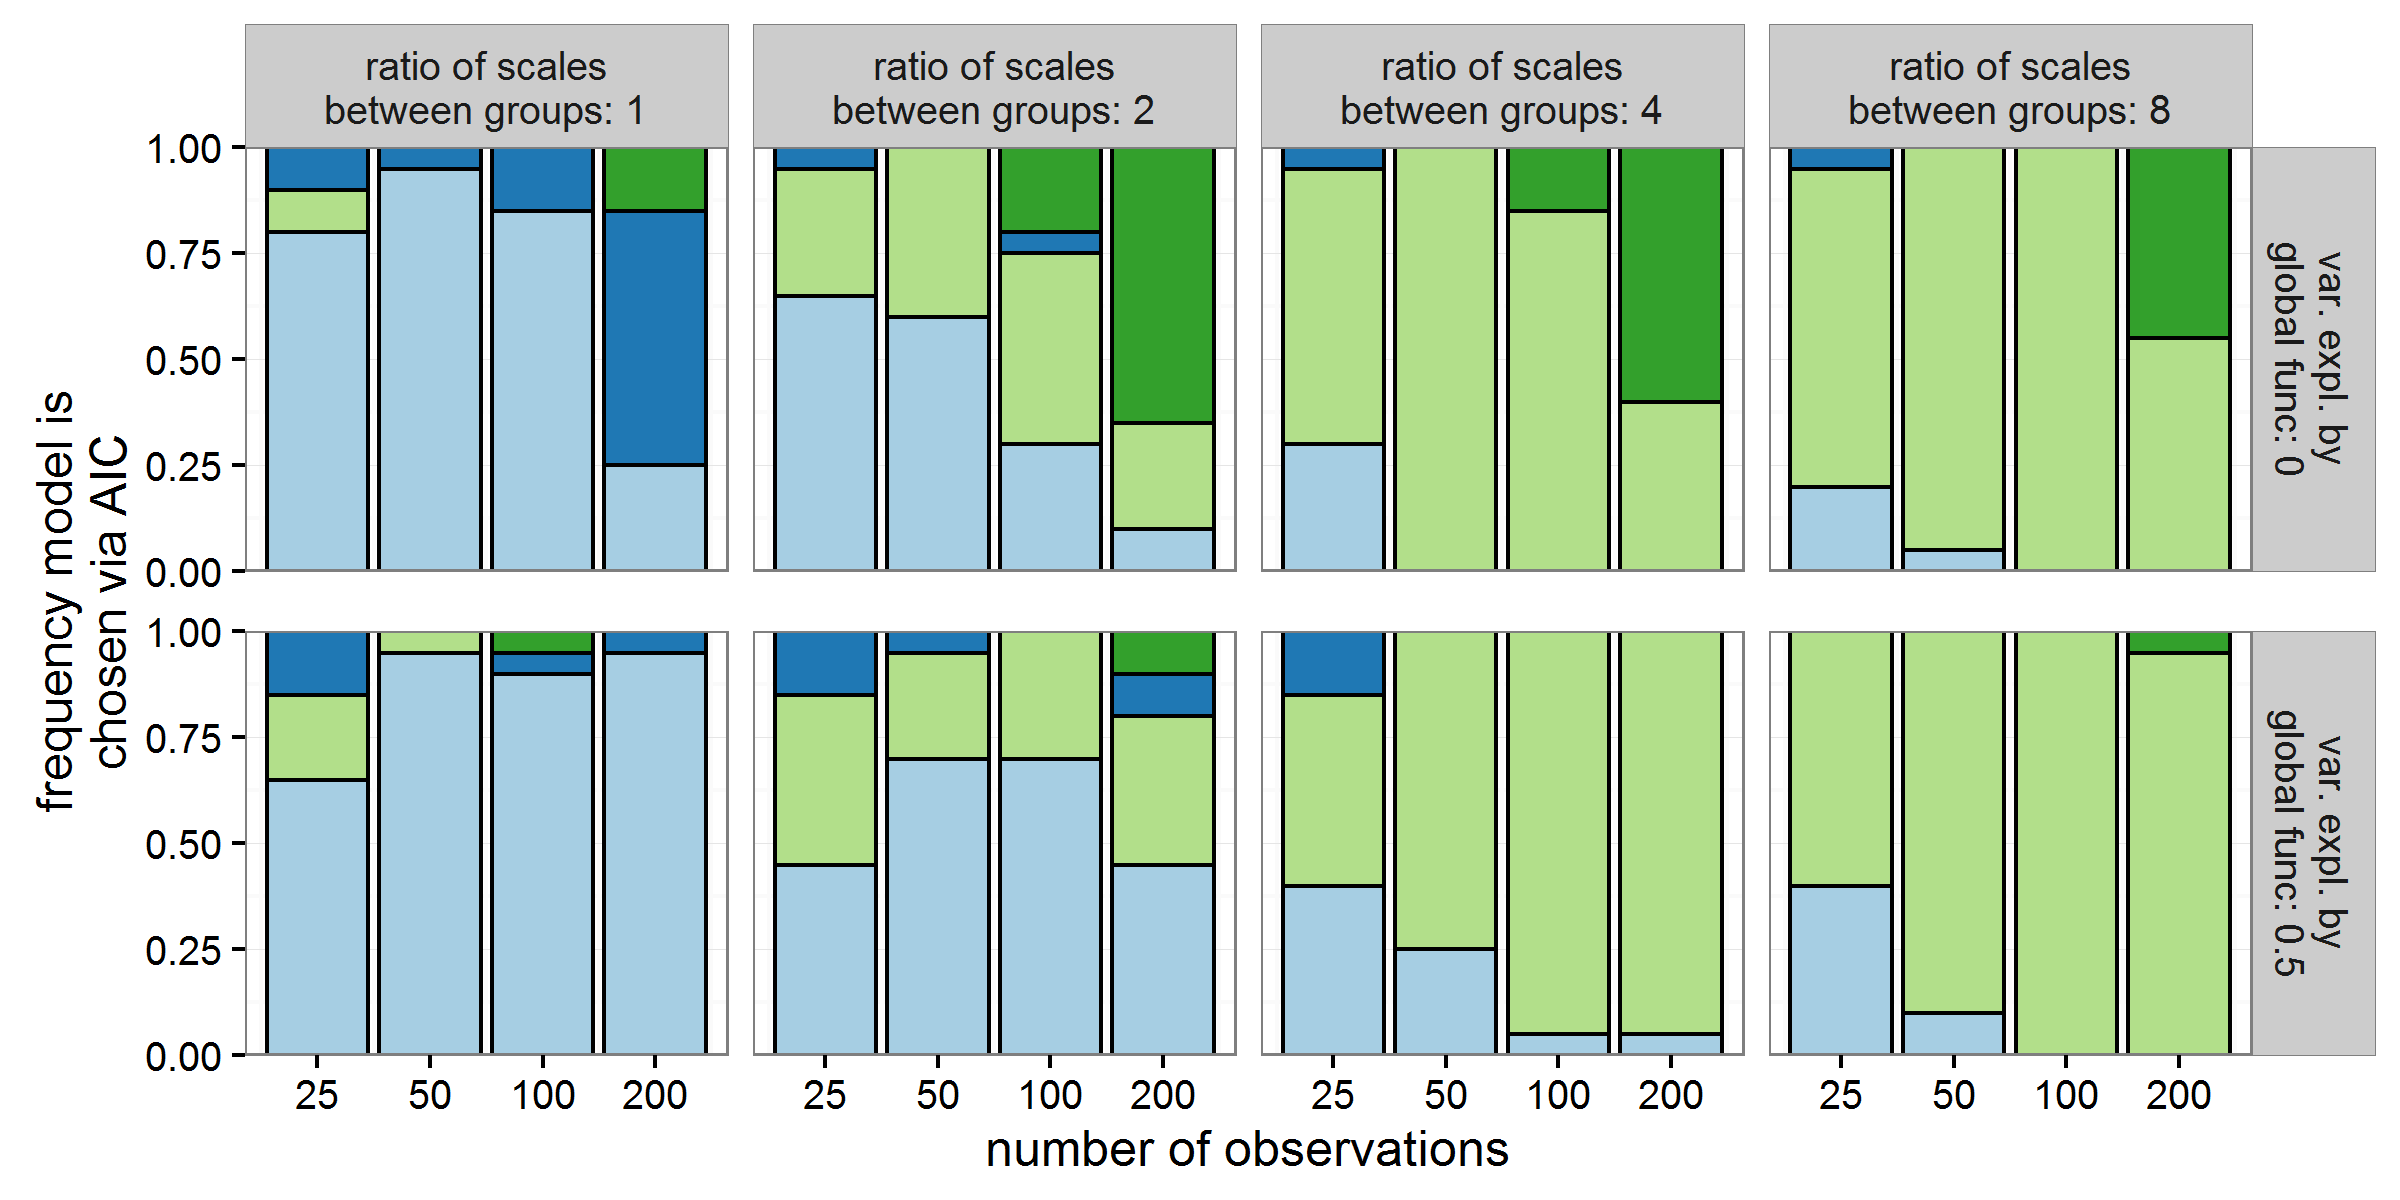 ratio of scales
between groups: 1
ratio of scales
between groups: 2
ratio of scales
between groups: 4
ratio of scales
between groups: 8
frequency model is
chosen via AIC
1.00
0.75
0.50
0.25
0.00
var. expl. by
global func: 0
1.00
0.75
0.50
0.25
0.00
var. expl. by
global func: 0.5
25 50 100 200
25 50 100 200
25 50 100 200
25 50 100 200
number of observations